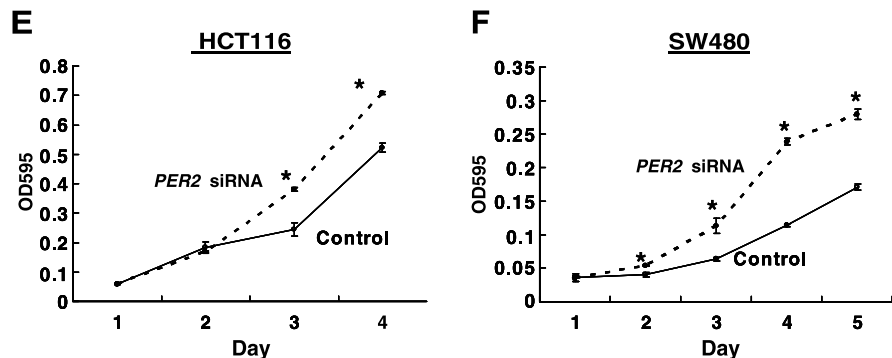 E
HCT116
0.8
0.7
0.6
0.5
0.4
0.3
0.2
0.1
0
OD595
PER2 siRNA
Control
*
*
1 2 3 4
Day
F
SW480
0.35
0.3
0.25
0.2
0.15
0.1
0.05
0
OD595
PER2 siRNA
Control
*
*
*
*
1 2 3 4 5
Day